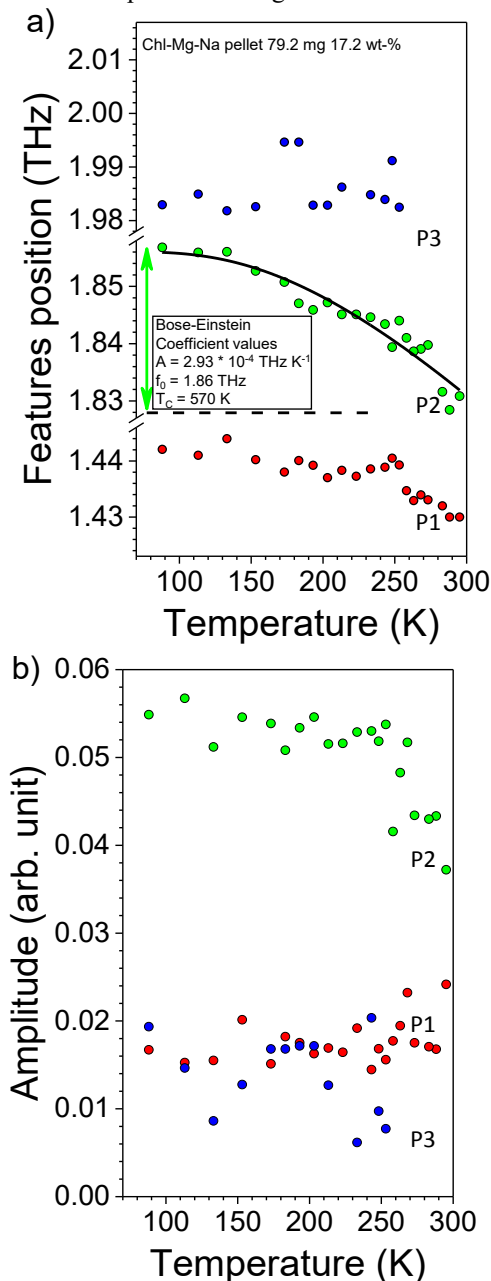 a)
Chl-Mg-Na pellet 79.2 mg 17.2 wt-%
Features position (THz)
2.01
2.00
1.99
1.98
1.85
1.84
1.83
1.44
1.43
P3
P2
P1
Bose-Einstein
Coefficient values
A = 2.93 * 10⁻⁴ THz K⁻¹
f₀ = 1.86 THz
T_C = 570 K
100 150 200 250 300
Temperature (K)
b)
Amplitude (arb. unit)
0.06
0.05
0.04
0.03
0.02
0.01
0.00
P2
P1
P3
100 150 200 250 300
Temperature (K)